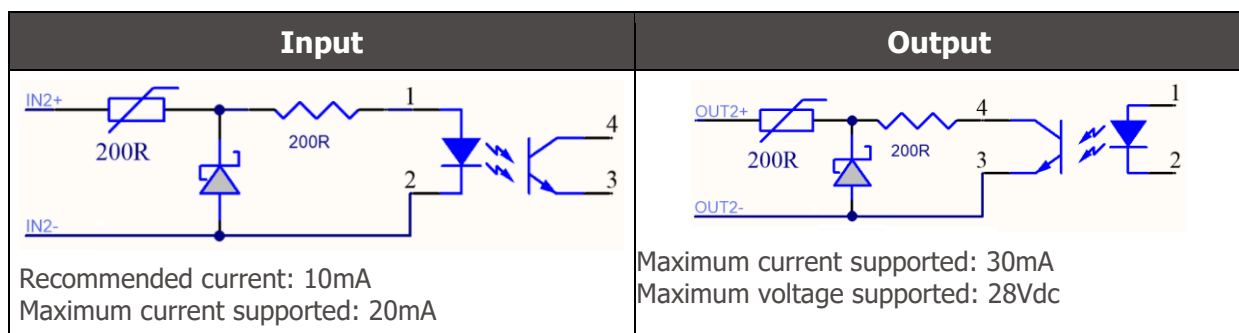 Input
Output
IN2+
200R
200R
1
2
4
3
IN2-
Recommended current: 10mA
Maximum current supported: 20mA
OUT2+
200R
200R
4
3
1
2
OUT2-
Maximum current supported: 30mA
Maximum voltage supported: 28Vdc